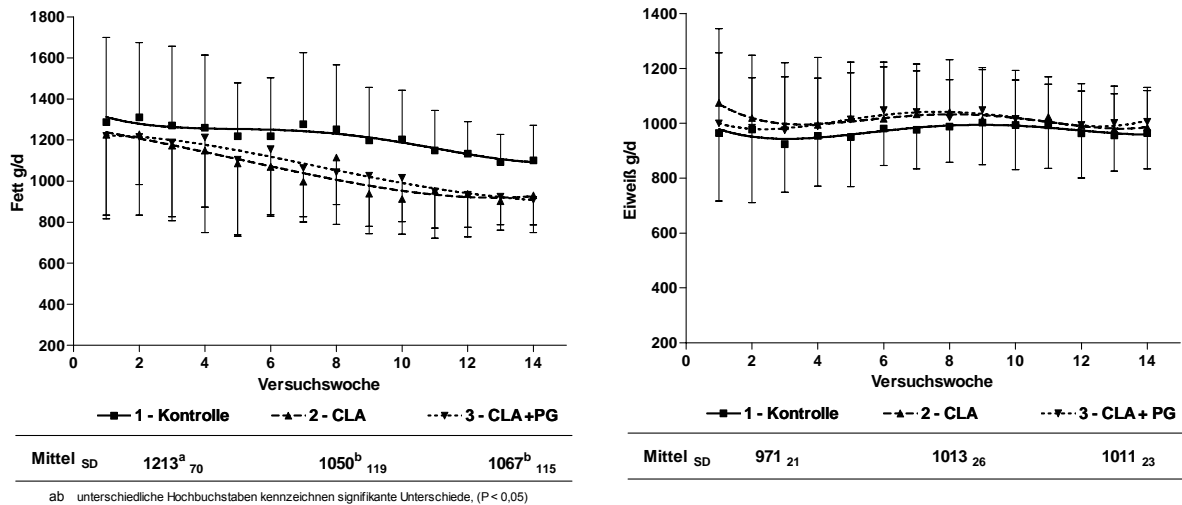 1800
1600
1400
1200
1000
800
600
400
200
Fett g/d
0 2 4 6 8 10 12 14
Versuchswoche
1 - Kontrolle 2 - CLA 3 - CLA +PG
Mittel SD 1213a 70 1050b 119 1067b 115
ab unterschiedliche Hochbuchstaben kennzeichnen signifikante Unterschiede, (P < 0,05)
1400
1200
1000
800
600
400
200
Eiweiß g/d
0 2 4 6 8 10 12 14
Versuchswoche
1 - Kontrolle 2 - CLA 3 - CLA + PG
Mittel SD 971 21 1013 26 1011 23